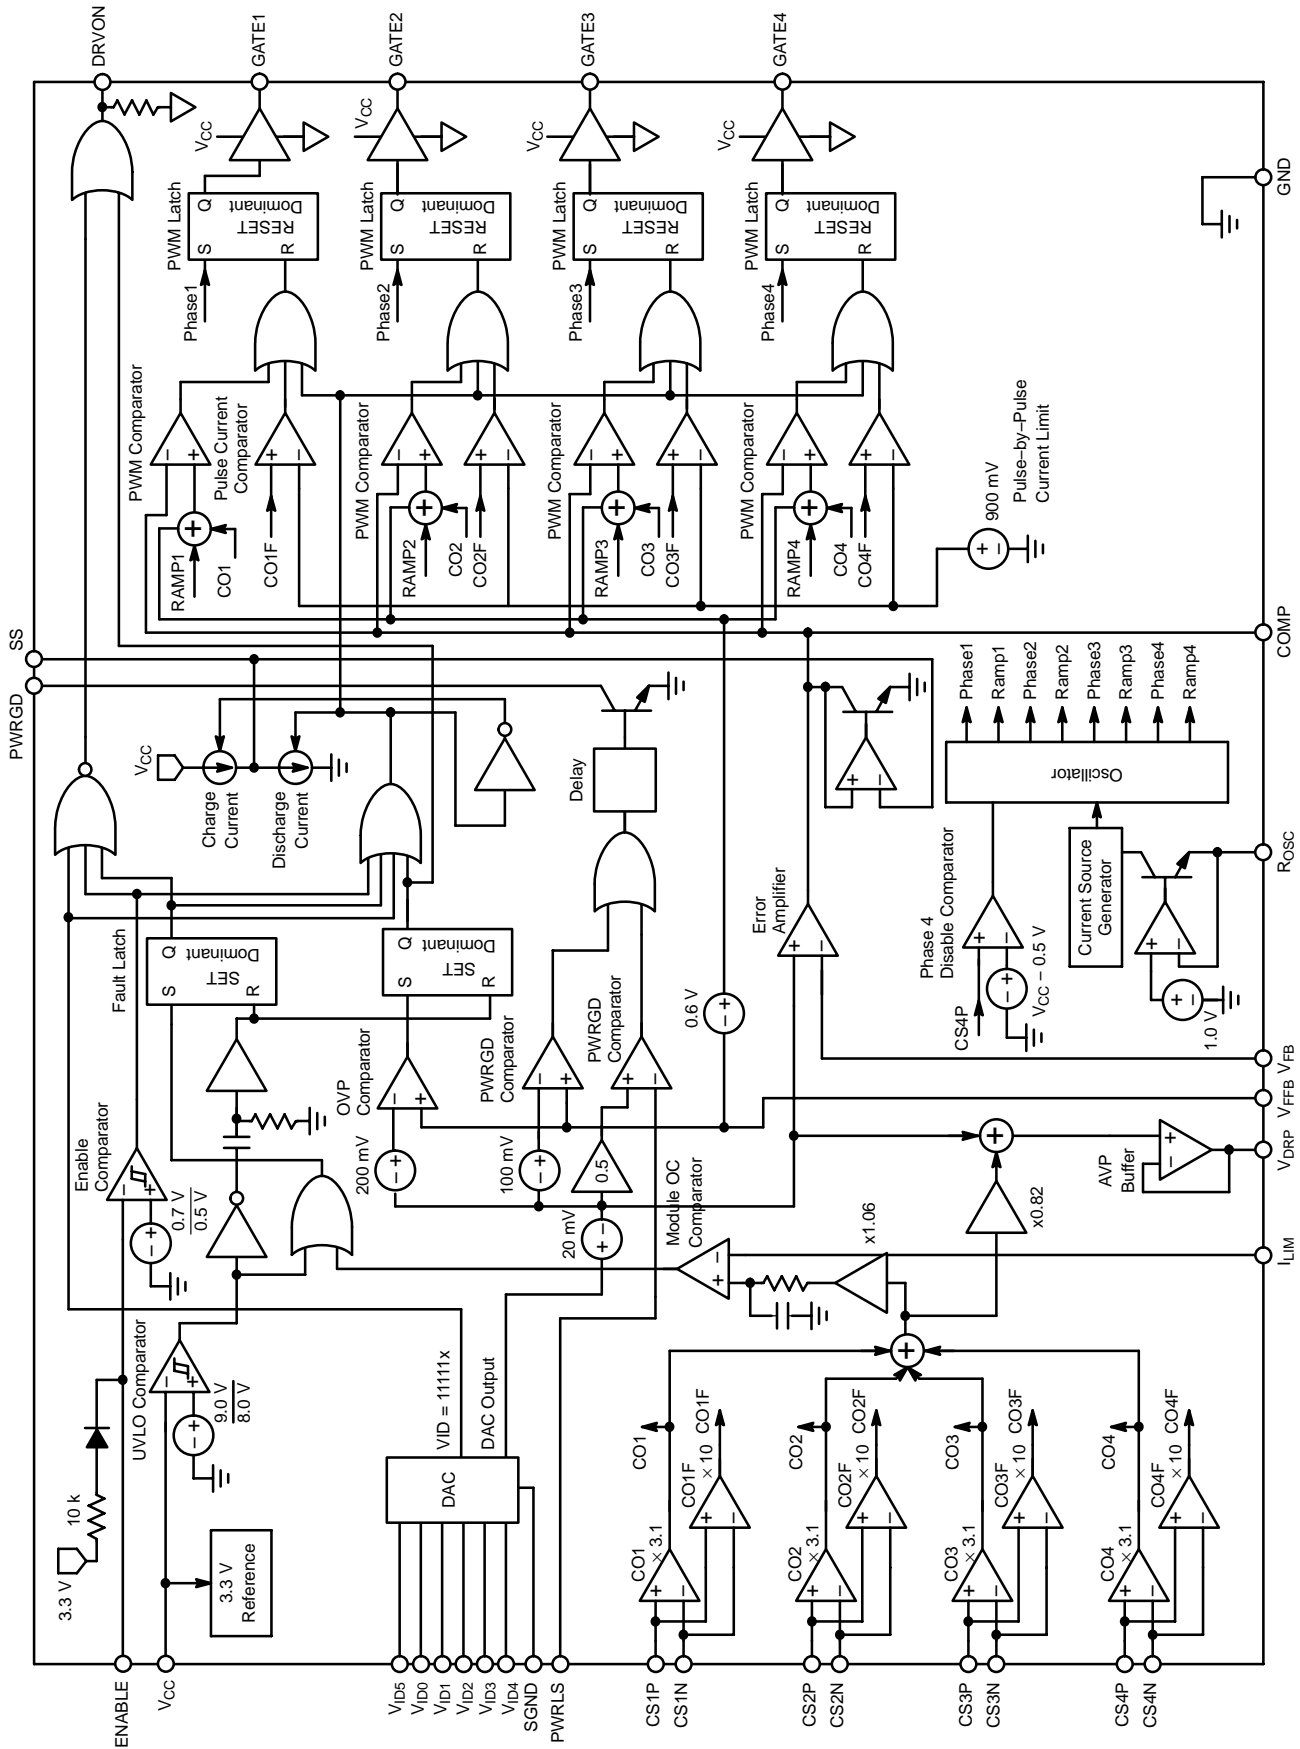 ENABLE
VCC
VID5
VID0
VID1
VID2
VID3
VID4
SGND
PWRLS
CS1P
CS1N
CS2P
CS2N
CS3P
CS3N
CS4P
CS4N
3.3 V
10 k
3.3 V
Reference
UVLO Comparator
−
+
− +
9.0 V
8.0 V
Enable
Comparator
−
+
− +
0.7 V
0.5 V
Fault Latch
S
R
Q
SET
Dominant
DAC
VID = 11111x
DAC Output
OVP
Comparator
−
+
− +
200 mV
S
R
Q
SET
Dominant
PWRGD
Comparator
−
+
− +
100 mV
0.5
+ −
20 mV
PWRGD
Comparator
+
−
Delay
Charge
Current
Discharge
Current
VCC
Module OC
Comparator
+
−
x1.06
x0.82
+
+
AVP
Buffer
+
−
0.6 V
− +
Error
Amplifier
+
−
+
−
CO1
× 3.1
+
−
CO1
CO1F
× 10
+
−
CO1F
CO2
× 3.1
+
−
CO2
CO2F
× 10
+
−
CO2F
CO3
× 3.1
+
−
CO3
CO3F
× 10
+
−
CO3F
CO4
× 3.1
+
−
CO4
CO4F
× 10
+
−
CO4F
Phase 4
Disable Comparator
CS4P
+
−
− +
VCC − 0.5 V
Current Source
Generator
+
−
+ −
1.0 V
Oscillator
Phase1
Ramp1
Phase2
Ramp2
Phase3
Ramp3
Phase4
Ramp4
PWM Comparator
−
+
+
RAMP1
CO1
Pulse Current
Comparator
+
−
CO1F
Phase1
PWM Latch
S
R
Q
RESET
Dominant
VCC
PWM Comparator
−
+
+
RAMP2
CO2
+
−
CO2F
Phase2
PWM Latch
S
R
Q
RESET
Dominant
VCC
PWM Comparator
−
+
+
RAMP3
CO3
+
−
CO3F
Phase3
PWM Latch
S
R
Q
RESET
Dominant
VCC
PWM Comparator
−
+
+
RAMP4
CO4
+
−
CO4F
Phase4
PWM Latch
S
R
Q
RESET
Dominant
VCC
+ −
900 mV
Pulse−by−Pulse
Current Limit
PWRGD
SS
DRVON
GATE1
GATE2
GATE3
GATE4
ILIM
VDRP
VFFB
VFB
ROSC
COMP
GND